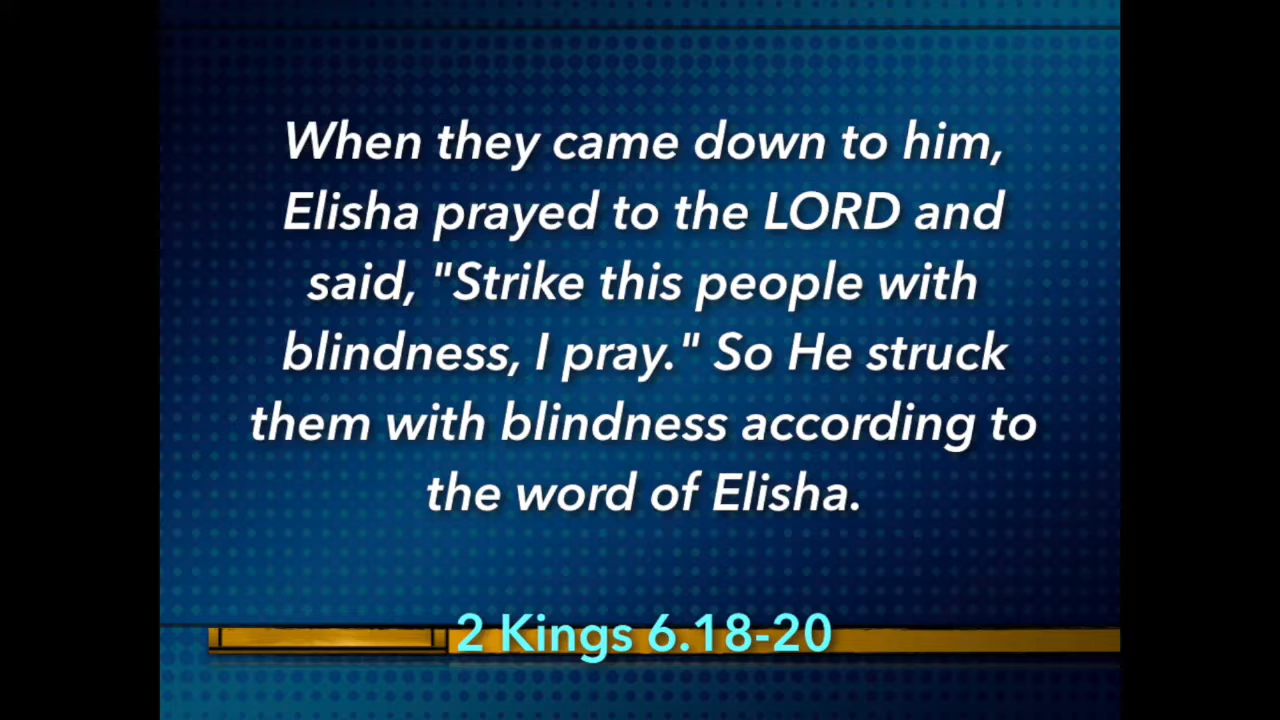 When they came down to him,
Elisha prayed to the LORD and
said, "Strike this people with
blindness, I pray." So He struck
them with blindness according to
the word of Elisha.
2 Kings 6.18-20